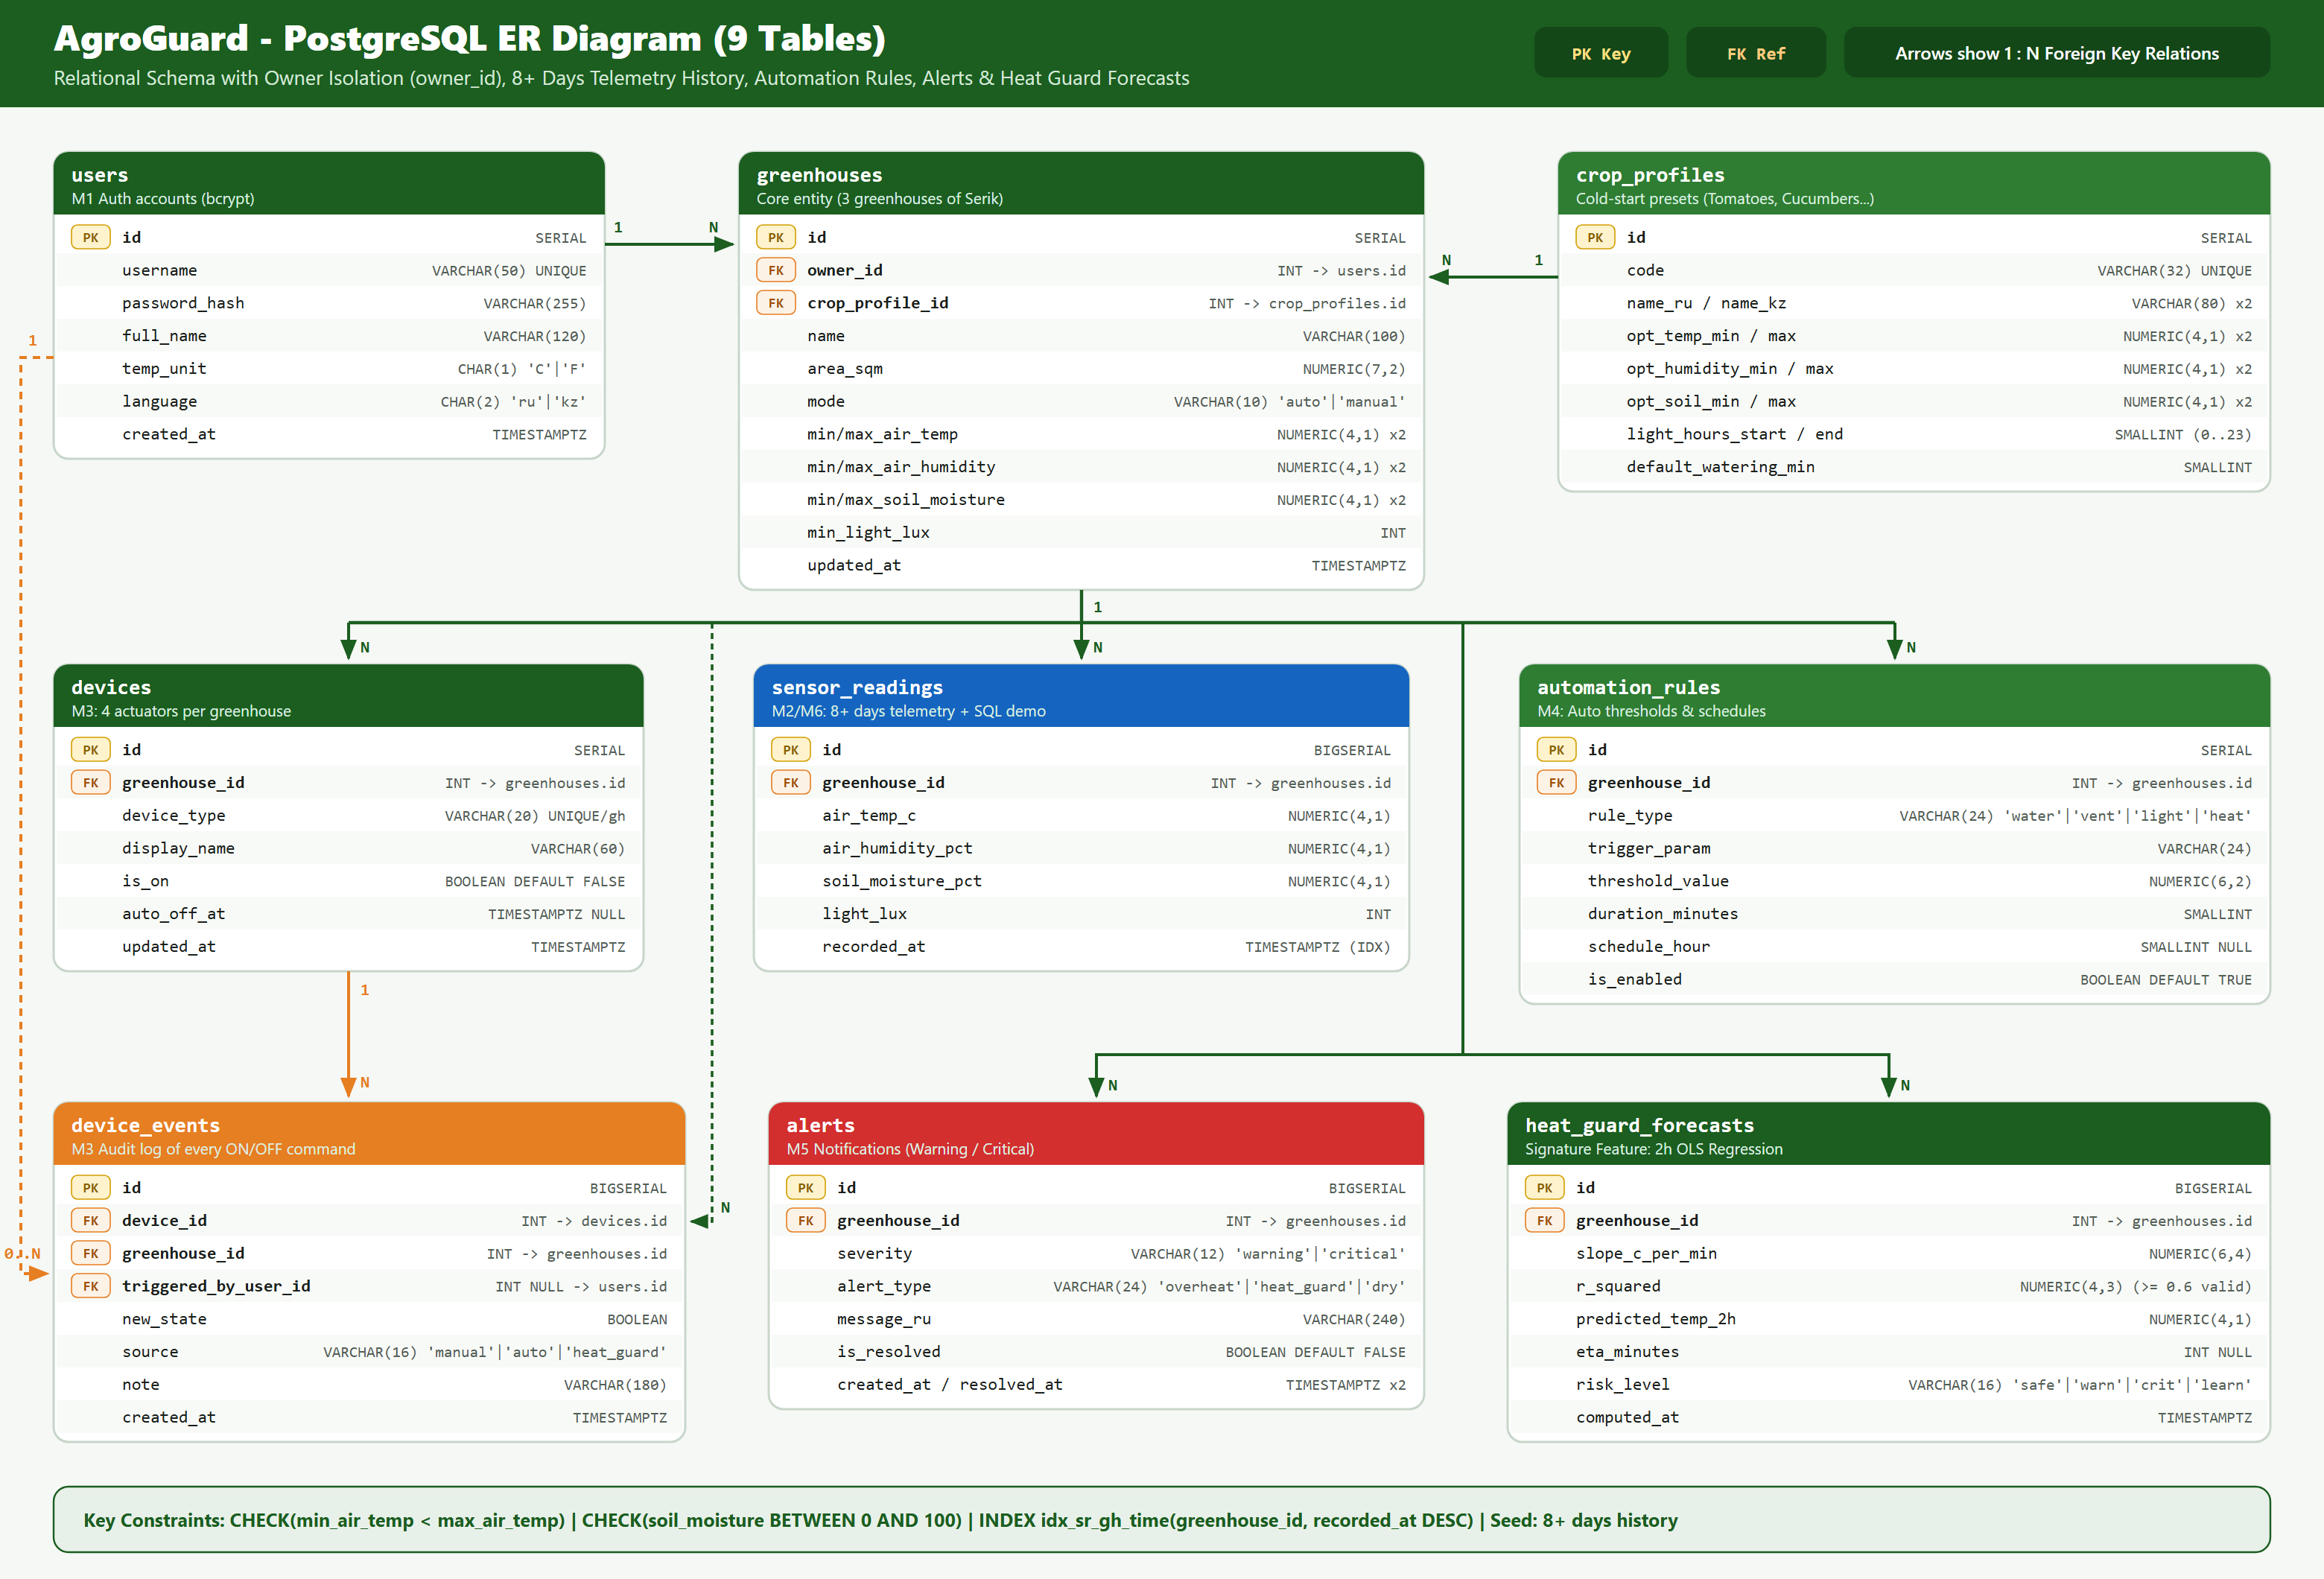 AgroGuard - PostgreSQL ER Diagram (9 Tables)
Relational Schema with Owner Isolation (owner_id), 8+ Days Telemetry History, Automation Rules, Alerts & Heat Guard Forecasts
PK Key
FK Ref
Arrows show 1 : N Foreign Key Relations
users
M1 Auth accounts (bcrypt)
PK id SERIAL
username VARCHAR(50) UNIQUE
password_hash VARCHAR(255)
full_name VARCHAR(120)
temp_unit CHAR(1) 'C'|'F'
language CHAR(2) 'ru'|'kz'
created_at TIMESTAMPTZ
1 N
greenhouses
Core entity (3 greenhouses of Serik)
PK id SERIAL
FK owner_id INT -> users.id
FK crop_profile_id INT -> crop_profiles.id
name VARCHAR(100)
area_sqm NUMERIC(7,2)
mode VARCHAR(10) 'auto'|'manual'
min/max_air_temp NUMERIC(4,1) x2
min/max_air_humidity NUMERIC(4,1) x2
min/max_soil_moisture NUMERIC(4,1) x2
min_light_lux INT
updated_at TIMESTAMPTZ
N 1
crop_profiles
Cold-start presets (Tomatoes, Cucumbers...)
PK id SERIAL
code VARCHAR(32) UNIQUE
name_ru / name_kz VARCHAR(80) x2
opt_temp_min / max NUMERIC(4,1) x2
opt_humidity_min / max NUMERIC(4,1) x2
opt_soil_min / max NUMERIC(4,1) x2
light_hours_start / end SMALLINT (0..23)
default_watering_min SMALLINT
1
1
N
N
N
devices
M3: 4 actuators per greenhouse
PK id SERIAL
FK greenhouse_id INT -> greenhouses.id
device_type VARCHAR(20) UNIQUE/gh
display_name VARCHAR(60)
is_on BOOLEAN DEFAULT FALSE
auto_off_at TIMESTAMPTZ NULL
updated_at TIMESTAMPTZ
sensor_readings
M2/M6: 8+ days telemetry + SQL demo
PK id BIGSERIAL
FK greenhouse_id INT -> greenhouses.id
air_temp_c NUMERIC(4,1)
air_humidity_pct NUMERIC(4,1)
soil_moisture_pct NUMERIC(4,1)
light_lux INT
recorded_at TIMESTAMPTZ (IDX)
automation_rules
M4: Auto thresholds & schedules
PK id SERIAL
FK greenhouse_id INT -> greenhouses.id
rule_type VARCHAR(24) 'water'|'vent'|'light'|'heat'
trigger_param VARCHAR(24)
threshold_value NUMERIC(6,2)
duration_minutes SMALLINT
schedule_hour SMALLINT NULL
is_enabled BOOLEAN DEFAULT TRUE
1
N
N
N
device_events
M3 Audit log of every ON/OFF command
PK id BIGSERIAL
FK device_id INT -> devices.id
FK greenhouse_id INT -> greenhouses.id
FK triggered_by_user_id INT NULL -> users.id
new_state BOOLEAN
source VARCHAR(16) 'manual'|'auto'|'heat_guard'
note VARCHAR(180)
created_at TIMESTAMPTZ
N
0..N
alerts
M5 Notifications (Warning / Critical)
PK id BIGSERIAL
FK greenhouse_id INT -> greenhouses.id
severity VARCHAR(12) 'warning'|'critical'
alert_type VARCHAR(24) 'overheat'|'heat_guard'|'dry'
message_ru VARCHAR(240)
is_resolved BOOLEAN DEFAULT FALSE
created_at / resolved_at TIMESTAMPTZ x2
heat_guard_forecasts
Signature Feature: 2h OLS Regression
PK id BIGSERIAL
FK greenhouse_id INT -> greenhouses.id
slope_c_per_min NUMERIC(6,4)
r_squared NUMERIC(4,3) (>= 0.6 valid)
predicted_temp_2h NUMERIC(4,1)
eta_minutes INT NULL
risk_level VARCHAR(16) 'safe'|'warn'|'crit'|'learn'
computed_at TIMESTAMPTZ
Key Constraints: CHECK(min_air_temp < max_air_temp) | CHECK(soil_moisture BETWEEN 0 AND 100) | INDEX idx_sr_gh_time(greenhouse_id, recorded_at DESC) | Seed: 8+ days history